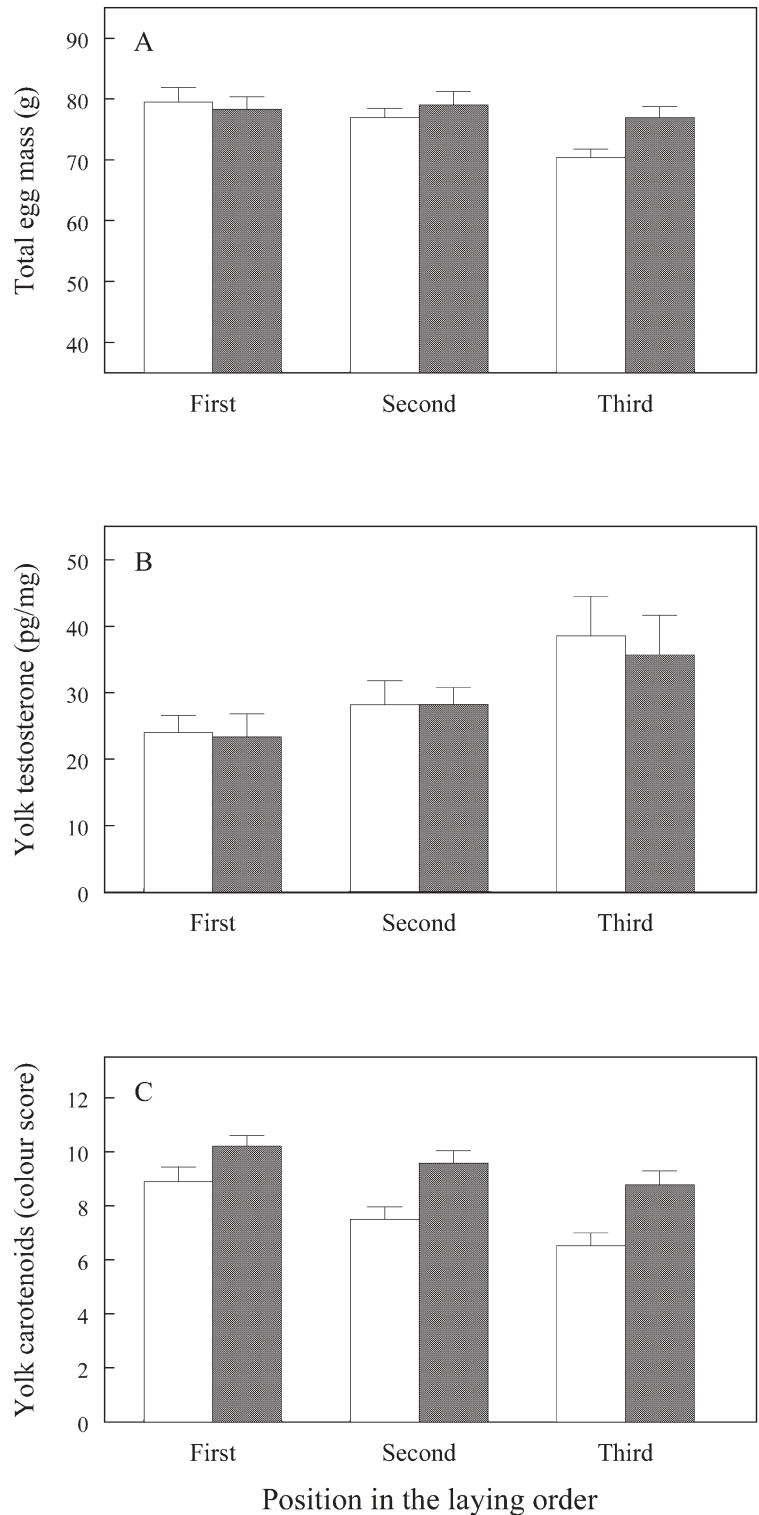 A
Total egg mass (g)
90
80
70
60
50
40
First Second Third
B
Yolk testosterone (pg/mg)
50
40
30
20
10
0
First Second Third
C
Yolk carotenoids (colour score)
12
10
8
6
4
2
0
First Second Third
Position in the laying order